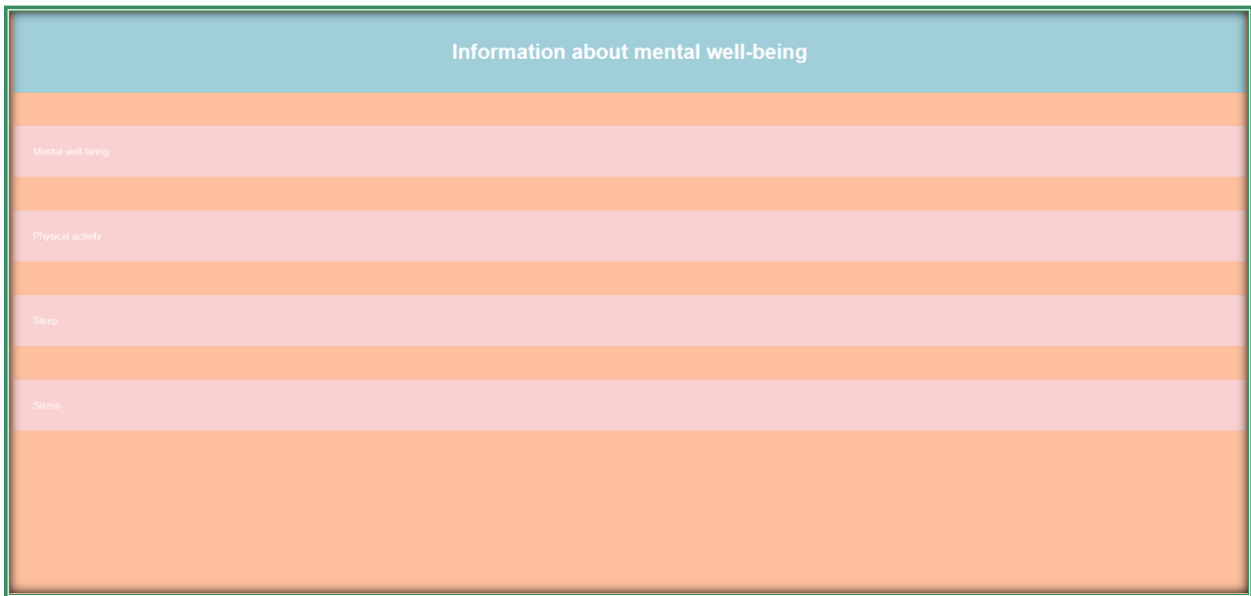 Information about mental well-being
Mental well-being
Physical activity
Sleep
Stress